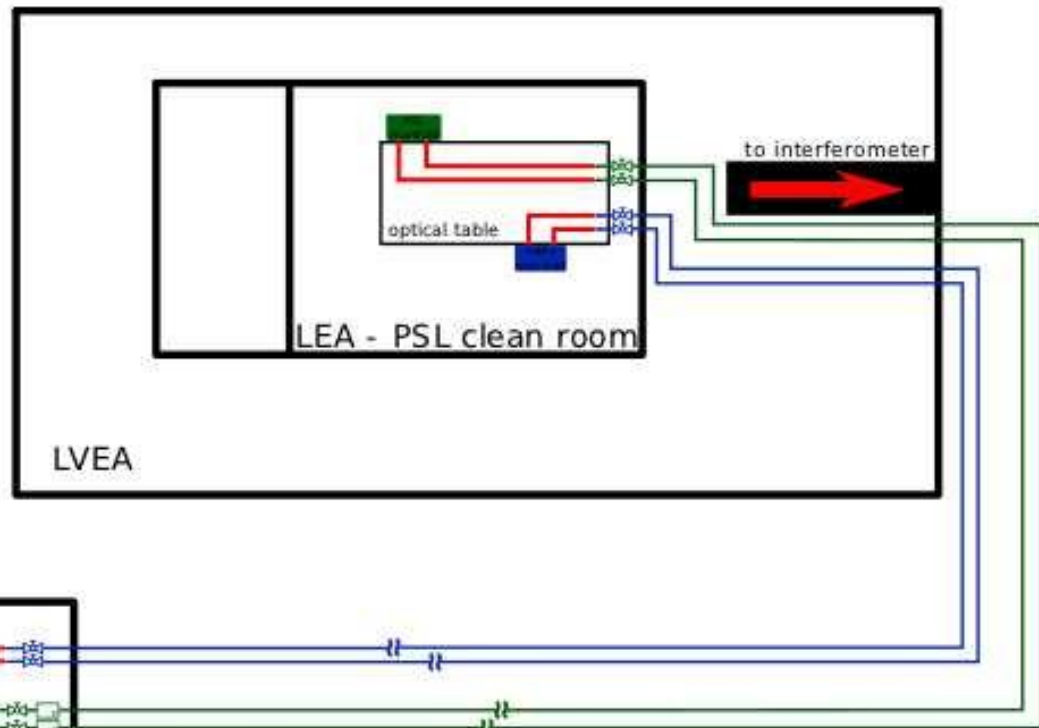 to interferometer
optical table
LEA - PSL clean room
LVEA